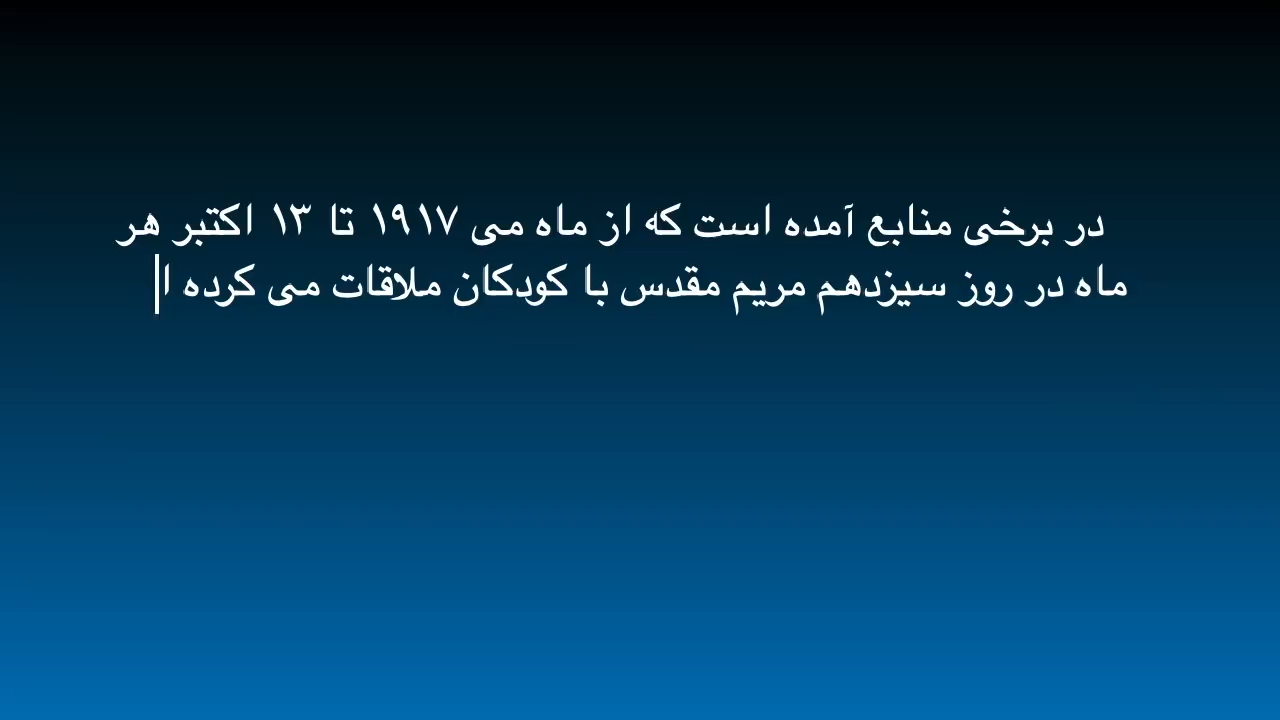 در برخی منابع آمده است که از ماه می ۱۹۱۷ تا ۱۳ اکتبر هر
ماه در روز سیزدهم مریم مقدس با کودکان ملاقات می کرده ا